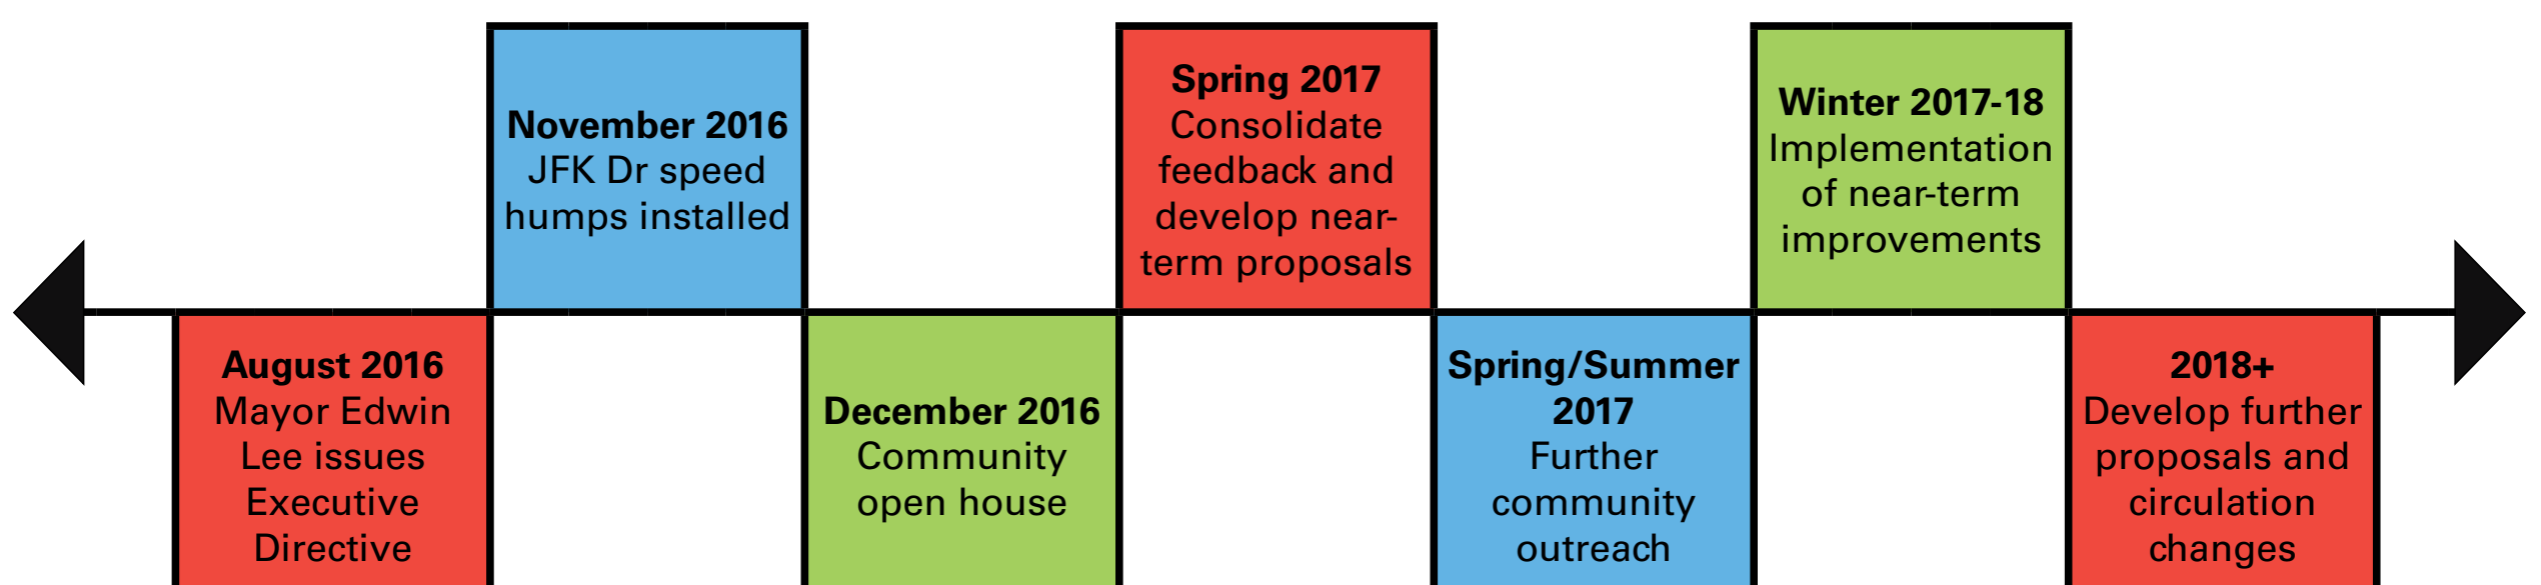 August 2016
Mayor Edwin
Lee issues
Executive
Directive
November 2016
JFK Dr speed
humps installed
December 2016
Community
open house
Spring 2017
Consolidate
feedback and
develop near-
term proposals
Spring/Summer
2017
Further
community
outreach
Winter 2017-18
Implementation
of near-term
improvements
2018+
Develop further
proposals and
circulation
changes